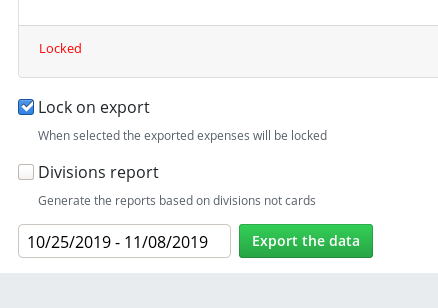 Locked
Lock on export
When selected the exported expenses will be locked
Divisions report
Generate the reports based on divisions not cards
10/25/2019 - 11/08/2019
Export the data